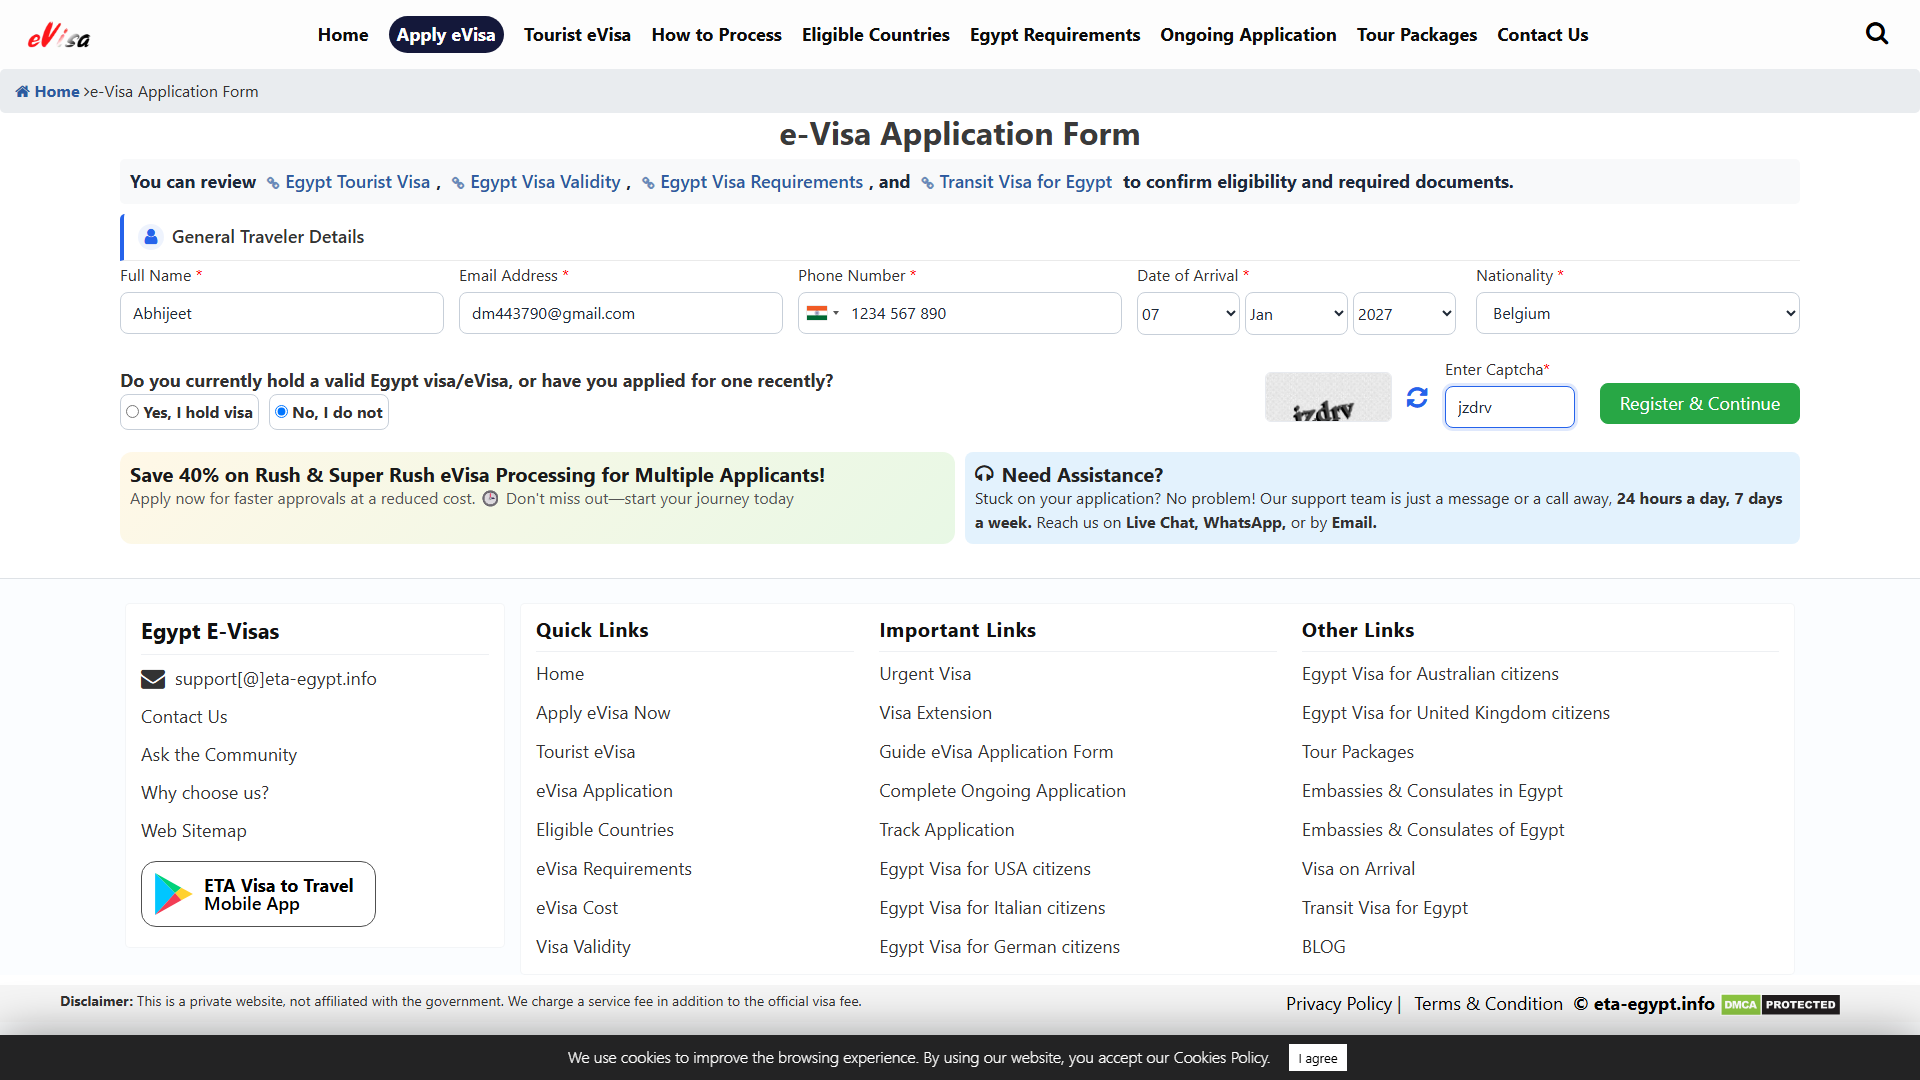 eVisa
Home Apply eVisa Tourist eVisa How to Process Eligible Countries Egypt Requirements Ongoing Application Tour Packages Contact Us
Home ›e-Visa Application Form
e-Visa Application Form
You can review Egypt Tourist Visa , Egypt Visa Validity , Egypt Visa Requirements , and Transit Visa for Egypt to confirm eligibility and required documents.
General Traveler Details
Full Name * Email Address * Phone Number * Date of Arrival * Nationality *
Abhijeet dm443790@gmail.com 1234 567 890 07 Jan 2027 Belgium
Do you currently hold a valid Egypt visa/eVisa, or have you applied for one recently?
Yes, I hold visa No, I do not
jzdrv
Enter Captcha*
jzdrv
Register & Continue
Save 40% on Rush & Super Rush eVisa Processing for Multiple Applicants!
Apply now for faster approvals at a reduced cost. Don't miss out—start your journey today
Need Assistance?
Stuck on your application? No problem! Our support team is just a message or a call away, 24 hours a day, 7 days
a week. Reach us on Live Chat, WhatsApp, or by Email.
Egypt E-Visas
support[@]eta-egypt.info
Contact Us
Ask the Community
Why choose us?
Web Sitemap
ETA Visa to Travel
Mobile App
Quick Links
Home
Apply eVisa Now
Tourist eVisa
eVisa Application
Eligible Countries
eVisa Requirements
eVisa Cost
Visa Validity
Important Links
Urgent Visa
Visa Extension
Guide eVisa Application Form
Complete Ongoing Application
Track Application
Egypt Visa for USA citizens
Egypt Visa for Italian citizens
Egypt Visa for German citizens
Other Links
Egypt Visa for Australian citizens
Egypt Visa for United Kingdom citizens
Tour Packages
Embassies & Consulates in Egypt
Embassies & Consulates of Egypt
Visa on Arrival
Transit Visa for Egypt
BLOG
Disclaimer: This is a private website, not affiliated with the government. We charge a service fee in addition to the official visa fee.
Privacy Policy | Terms & Condition © eta-egypt.info DMCA PROTECTED
We use cookies to improve the browsing experience. By using our website, you accept our Cookies Policy. I agree